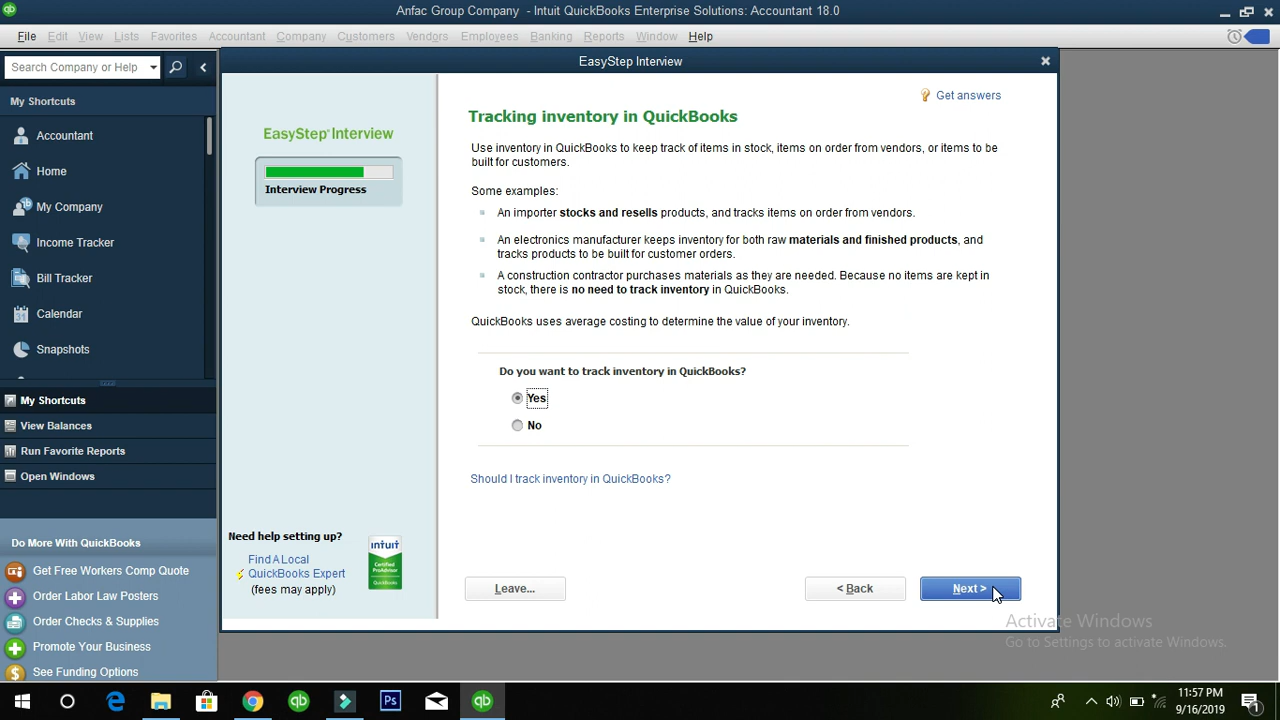 Anfac Group Company - Intuit QuickBooks Enterprise Solutions: Accountant 18.0
File Edit View Lists Favorites Accountant Company Customers Vendors Employees Banking Reports Window Help
Search Company or Help
My Shortcuts
Accountant
Home
My Company
Income Tracker
Bill Tracker
Calendar
Snapshots
My Shortcuts
View Balances
Run Favorite Reports
Open Windows
Do More With QuickBooks
Get Free Workers Comp Quote
Order Labor Law Posters
Order Checks & Supplies
Promote Your Business
See Funding Options
EasyStep Interview
EasyStep® Interview
Interview Progress
Need help setting up?
Find A Local
QuickBooks Expert
(fees may apply)
intuit
Certified
ProAdvisor
QuickBooks
Get answers
Tracking inventory in QuickBooks
Use inventory in QuickBooks to keep track of items in stock, items on order from vendors, or items to be
built for customers.
Some examples:
An importer stocks and resells products, and tracks items on order from vendors.
An electronics manufacturer keeps inventory for both raw materials and finished products, and
tracks products to be built for customer orders.
A construction contractor purchases materials as they are needed. Because no items are kept in
stock, there is no need to track inventory in QuickBooks.
QuickBooks uses average costing to determine the value of your inventory.
Do you want to track inventory in QuickBooks?
Yes
No
Should I track inventory in QuickBooks?
Leave...
< Back
Next >
Activate Windows
Go to Settings to activate Windows.
qb
Ps
qb
11:57 PM
9/16/2019
1